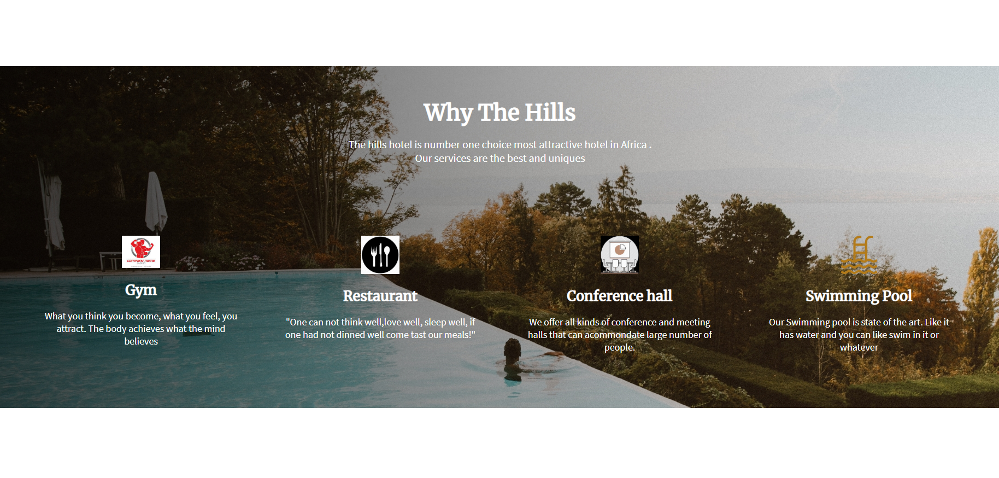 Why The Hills
The hills hotel is number one choice most attractive hotel in Africa .
Our services are the best and uniques
COMPANY NAME
Gym
What you think you become, what you feel, you
attract. The body achieves what the mind
believes
Restaurant
"One can not think well,love well, sleep well, if
one had not dinned well come tast our meals!"
Conference hall
We offer all kinds of conference and meeting
halls that can acommondate large number of
people.
Swimming Pool
Our Swimming pool is state of the art. Like it
has water and you can like swim in it or
whatever